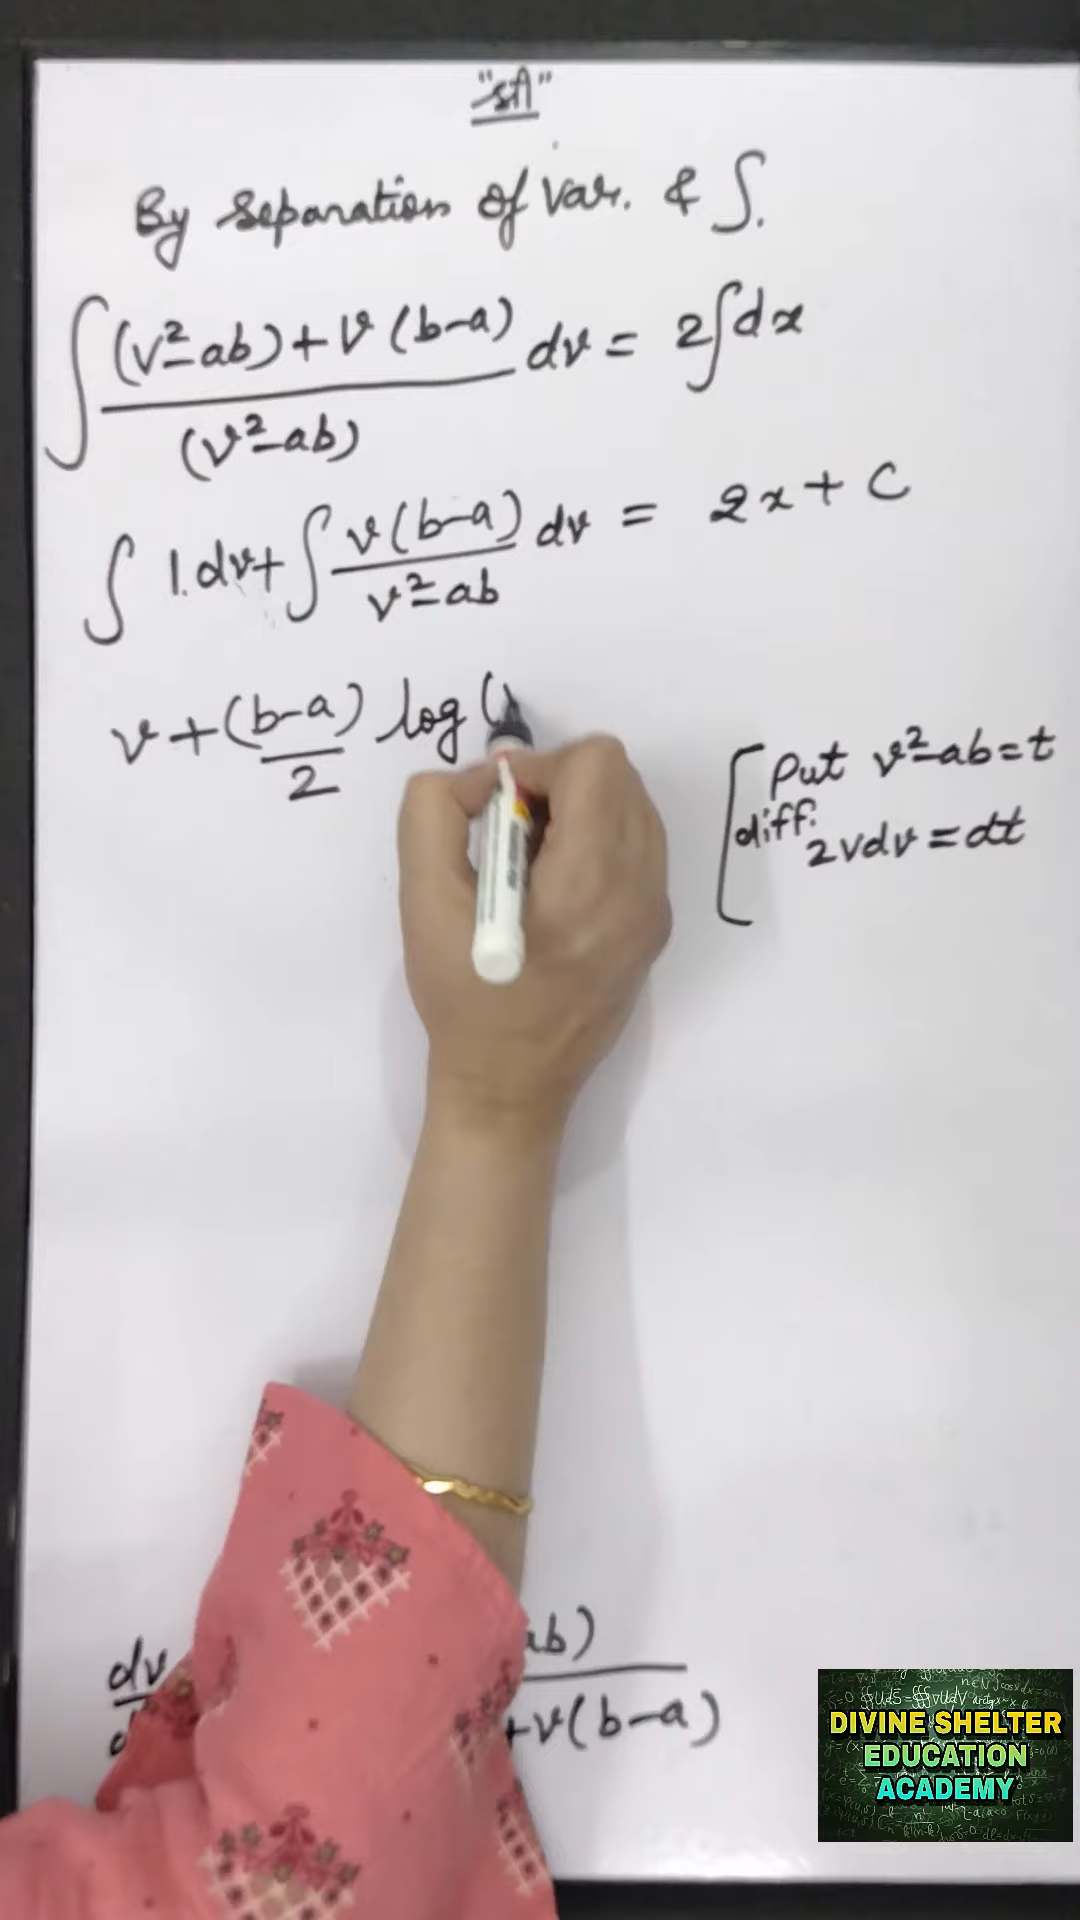 By Separation of Var. & ∫.
∫ (v²-ab)+v(b-a) / (v²-ab) dv = 2∫dx
∫ 1.dv + ∫ v(b-a) / v²-ab dv = 2x + C
v + (b-a) / 2 log (
Put v²-ab=t
diff. 2vdv = dt
dv ab)
+v(b-a)
DIVINE SHELTER
EDUCATION
ACADEMY